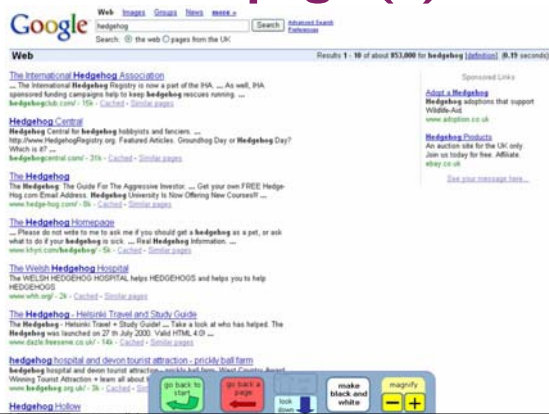 Google
Web Images Groups News more »
hedgehog Search Advanced Search
Preferences
Search: the web pages from the UK
Web Results 1 - 10 of about 853,000 for hedgehog [definition] (0.19 seconds)
The International Hedgehog Association
... The International Hedgehog Registry is now a part of the IHA. ... As well, IHA
sponsored funding campaigns help to keep hedgehog rescues running. ...
hedgehogclub.com/ - 15k - Cached - Similar pages
Hedgehog Central
Hedgehog Central for hedgehog hobbyists and fanciers. ...
http://www.HedgehogRegistry.org. Featured Articles. Groundhog Day or Hedgehog Day?
Which is it? ...
hedgehogcentral.com/ - 31k - Cached - Similar pages
The Hedgehog
The Hedgehog: The Guide For The Aggressive Investor. ... Get your own FREE Hedge-
Hog.com Email Address. Hedgehog University Is Now Offering New Courses!!! ...
www.hedge-hog.com/ - 8k - Cached - Similar pages
The Hedgehog Homepage
... Please do not write to me to ask me if you should get a hedgehog as a pet, or ask
what to do if your hedgehog is sick. ... Real Hedgehog Information. ...
www.khyri.com/hedgehog/ - 5k - Cached - Similar pages
The Welsh Hedgehog Hospital
The WELSH HEDGEHOG HOSPITAL helps HEDGEHOGS and helps you to help
HEDGEHOGS
www.whh.org/ - 2k - Cached - Similar pages
The Hedgehog - Helsinki Travel and Study Guide
The Hedgehog - Helsinki Travel + Study Guide! ... Take a look at who has helped. The
Hedgehog was launched on 27 th July 2000. Valid HTML 4.0! ...
www.dazle.freeserve.co.uk/ - 14k - Cached - Similar pages
hedgehog hospital and devon tourist attraction - prickly ball farm
hedgehog hospital and devon tourist attraction - prickly ball farm, West Country Award
Winning Tourist Attraction + learn all about
www.hedgehog.org.uk/ - 3k - Cached
Hedgehog Hollow
Sponsored Links
Adopt a Hedgehog
Hedgehog adoptions that support
Wildlife-Aid.
www.adoption.co.uk
Hedgehog Products
An auction site for the UK only.
Join us today for free. Affiliate.
ebay.co.uk
See your message here...
go back to
start
go back a
page
look
down
make
black and
white
magnify